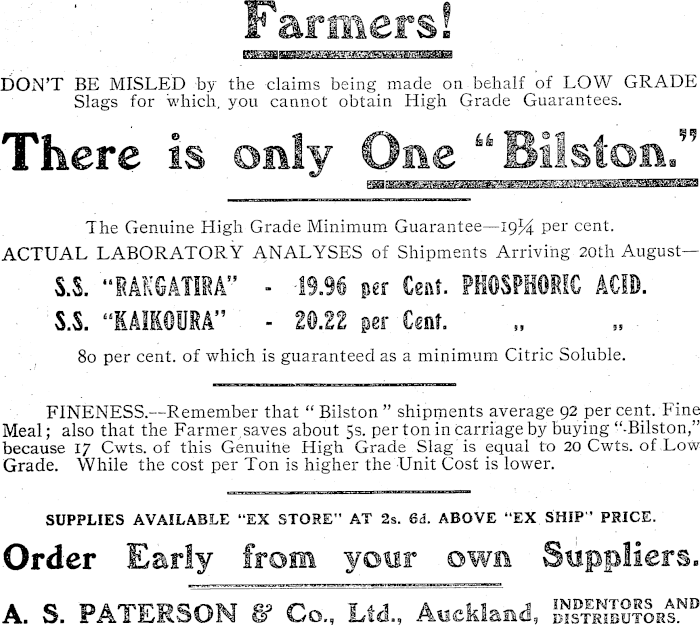 Farmers!
DON'T BE MISLED by the claims being made on behalf of LOW GRADE
Slags for which, you cannot obtain High Grade Guarantees.
There is only One "Bilston."
The Genuine High Grade Minimum Guarantee—19¼ per cent.
ACTUAL LABORATORY ANALYSES of Shipments Arriving 20th August—
S.S. "RANGATIRA" - 19.96 per Cent. PHOSPHORIC ACID.
S.S. "KAIKOURA" - 20.22 per Cent. „ „
80 per cent. of which is guaranteed as a minimum Citric Soluble.
FINENESS.—Remember that "Bilston" shipments average 92 per cent. Fine
Meal; also that the Farmer saves about 5s. per ton in carriage by buying "Bilston,"
because 17 Cwts. of this Genuine High Grade Slag is equal to 20 Cwts. of Low
Grade. While the cost per Ton is higher the Unit Cost is lower.
SUPPLIES AVAILABLE "EX STORE" AT 2s. 6d. ABOVE "EX SHIP" PRICE.
Order Early from your own Suppliers.
A. S. PATERSON & Co., Ltd., Auckland, INDENTORS AND
DISTRIBUTORS.